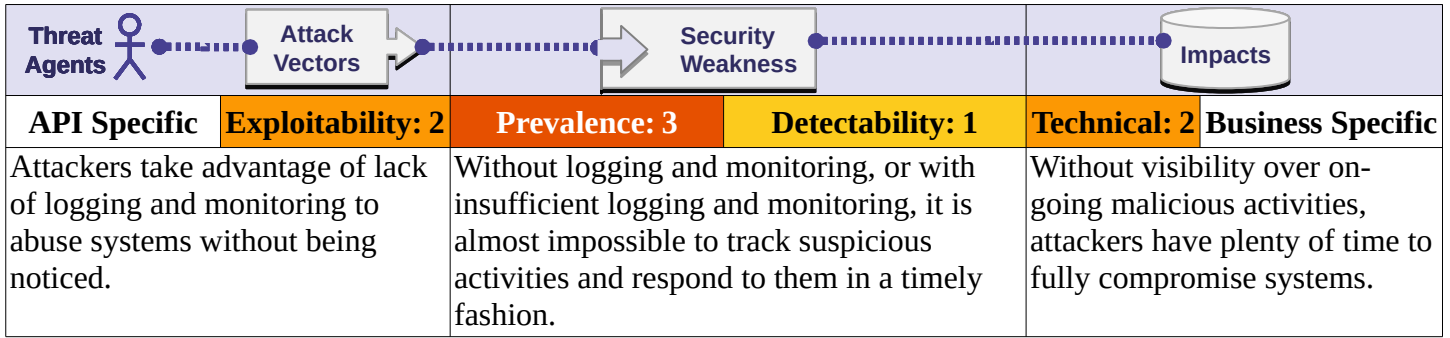 Threat
Agents
Attack
Vectors
Security
Weakness
Impacts
API Specific
Exploitability: 2
Prevalence: 3
Detectability: 1
Technical: 2
Business Specific
Attackers take advantage of lack
of logging and monitoring to
abuse systems without being
noticed.
Without logging and monitoring, or with
insufficient logging and monitoring, it is
almost impossible to track suspicious
activities and respond to them in a timely
fashion.
Without visibility over on-
going malicious activities,
attackers have plenty of time to
fully compromise systems.